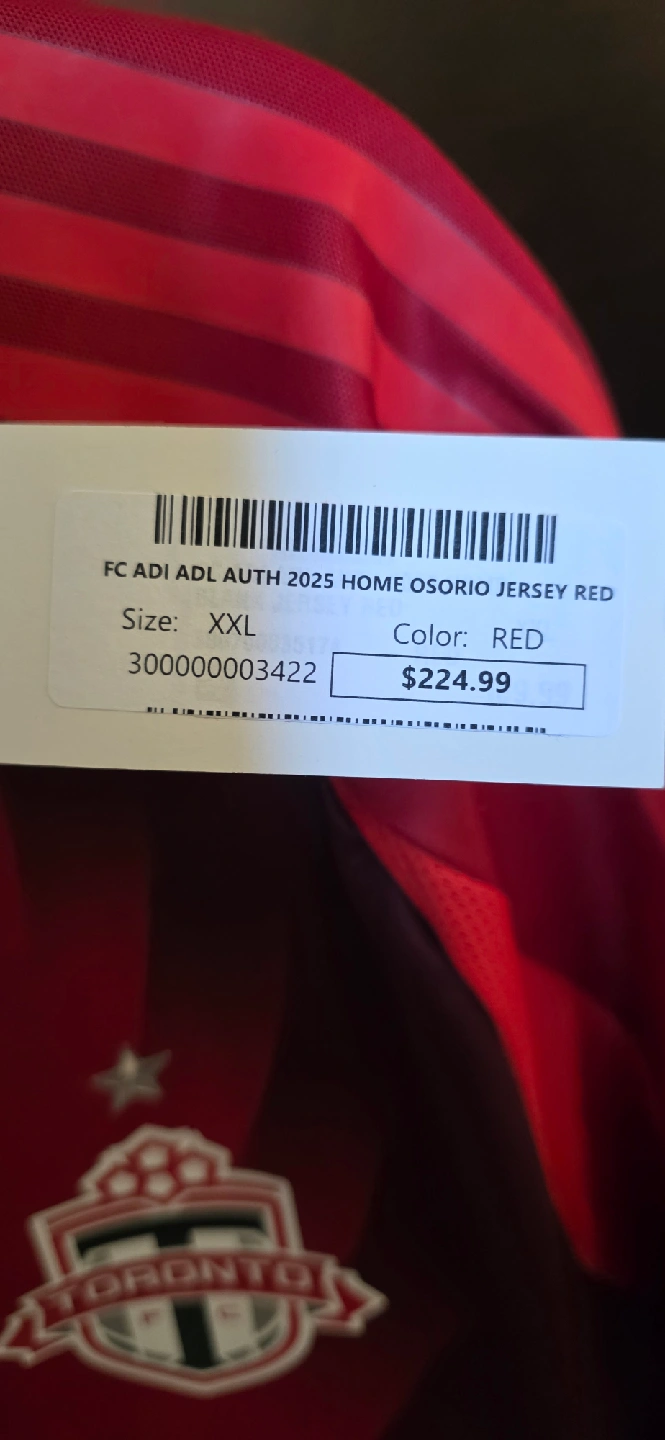 FC ADI ADL AUTH 2025 HOME OSORIO JERSEY RED
Size: XXL
Color: RED
300000003422
$224.99
TORONTO
F C